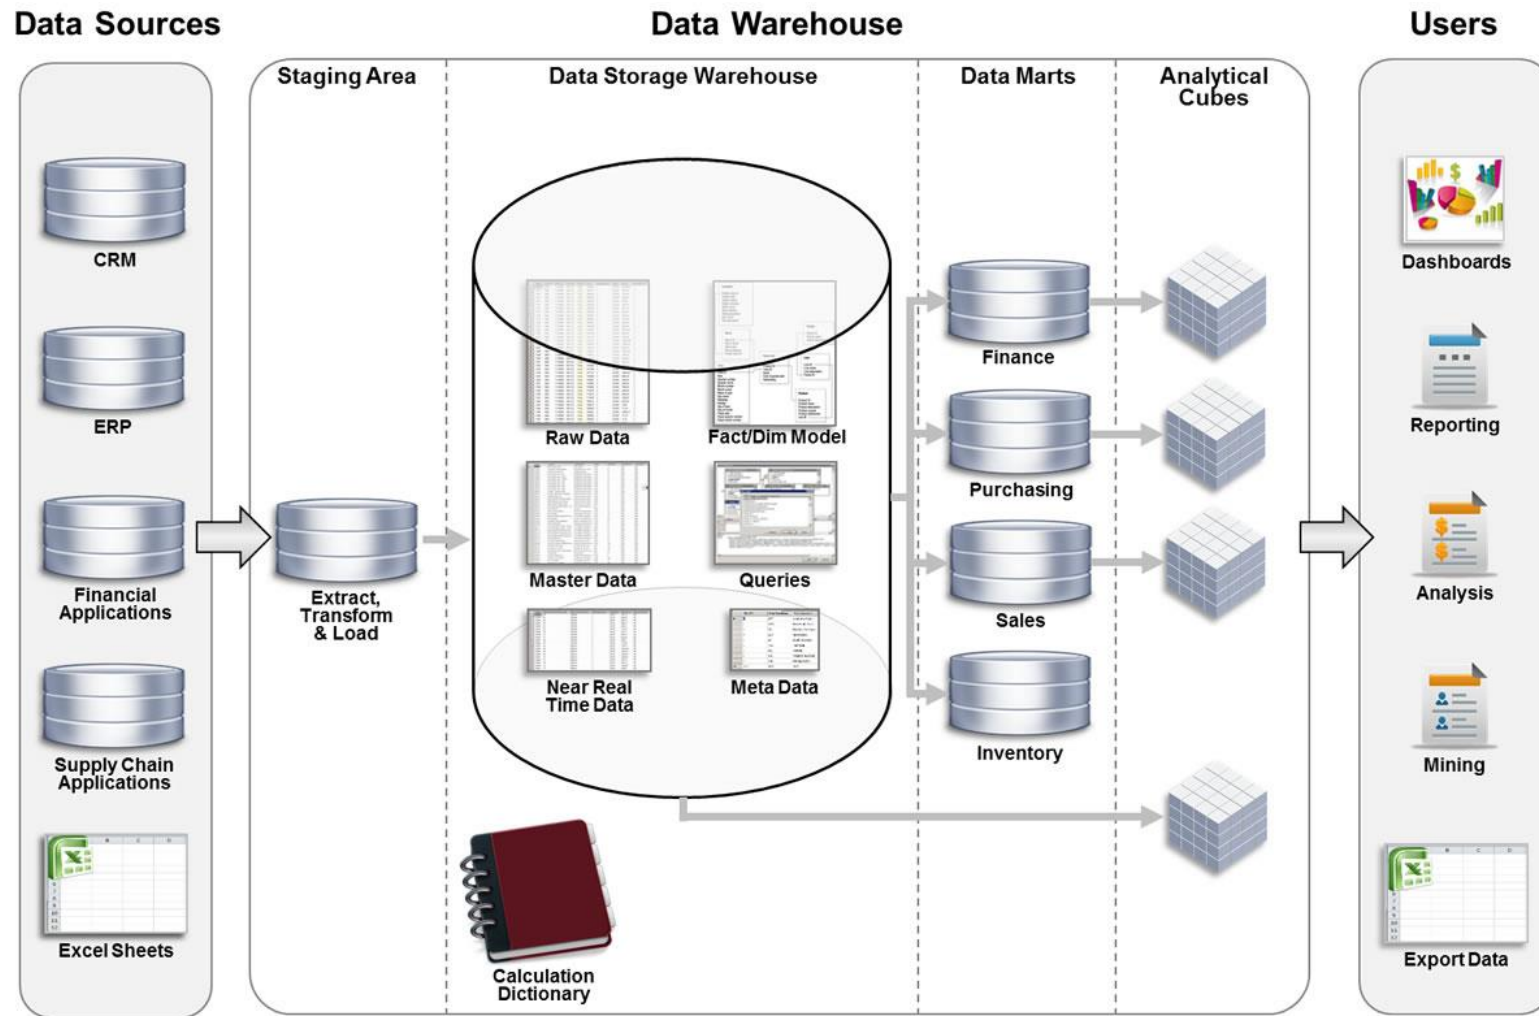 Data Sources
Data Warehouse
Users
Staging Area
Data Storage Warehouse
Data Marts
Analytical
Cubes
CRM
ERP
Financial
Applications
Supply Chain
Applications
Excel Sheets
Extract,
Transform
& Load
Raw Data
Fact/Dim Model
Master Data
Queries
Near Real
Time Data
Meta Data
Calculation
Dictionary
Finance
Purchasing
Sales
Inventory
Dashboards
Reporting
Analysis
Mining
Export Data